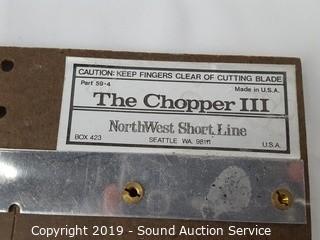 CAUTION: KEEP FINGERS CLEAR OF CUTTING BLADE
Part 59-4 Made in U.S.A.
The Chopper III
NorthWest Short Line
BOX 423 SEATTLE WA. 98111 U.S.A.
Copyright 2019 - Sound Auction Service